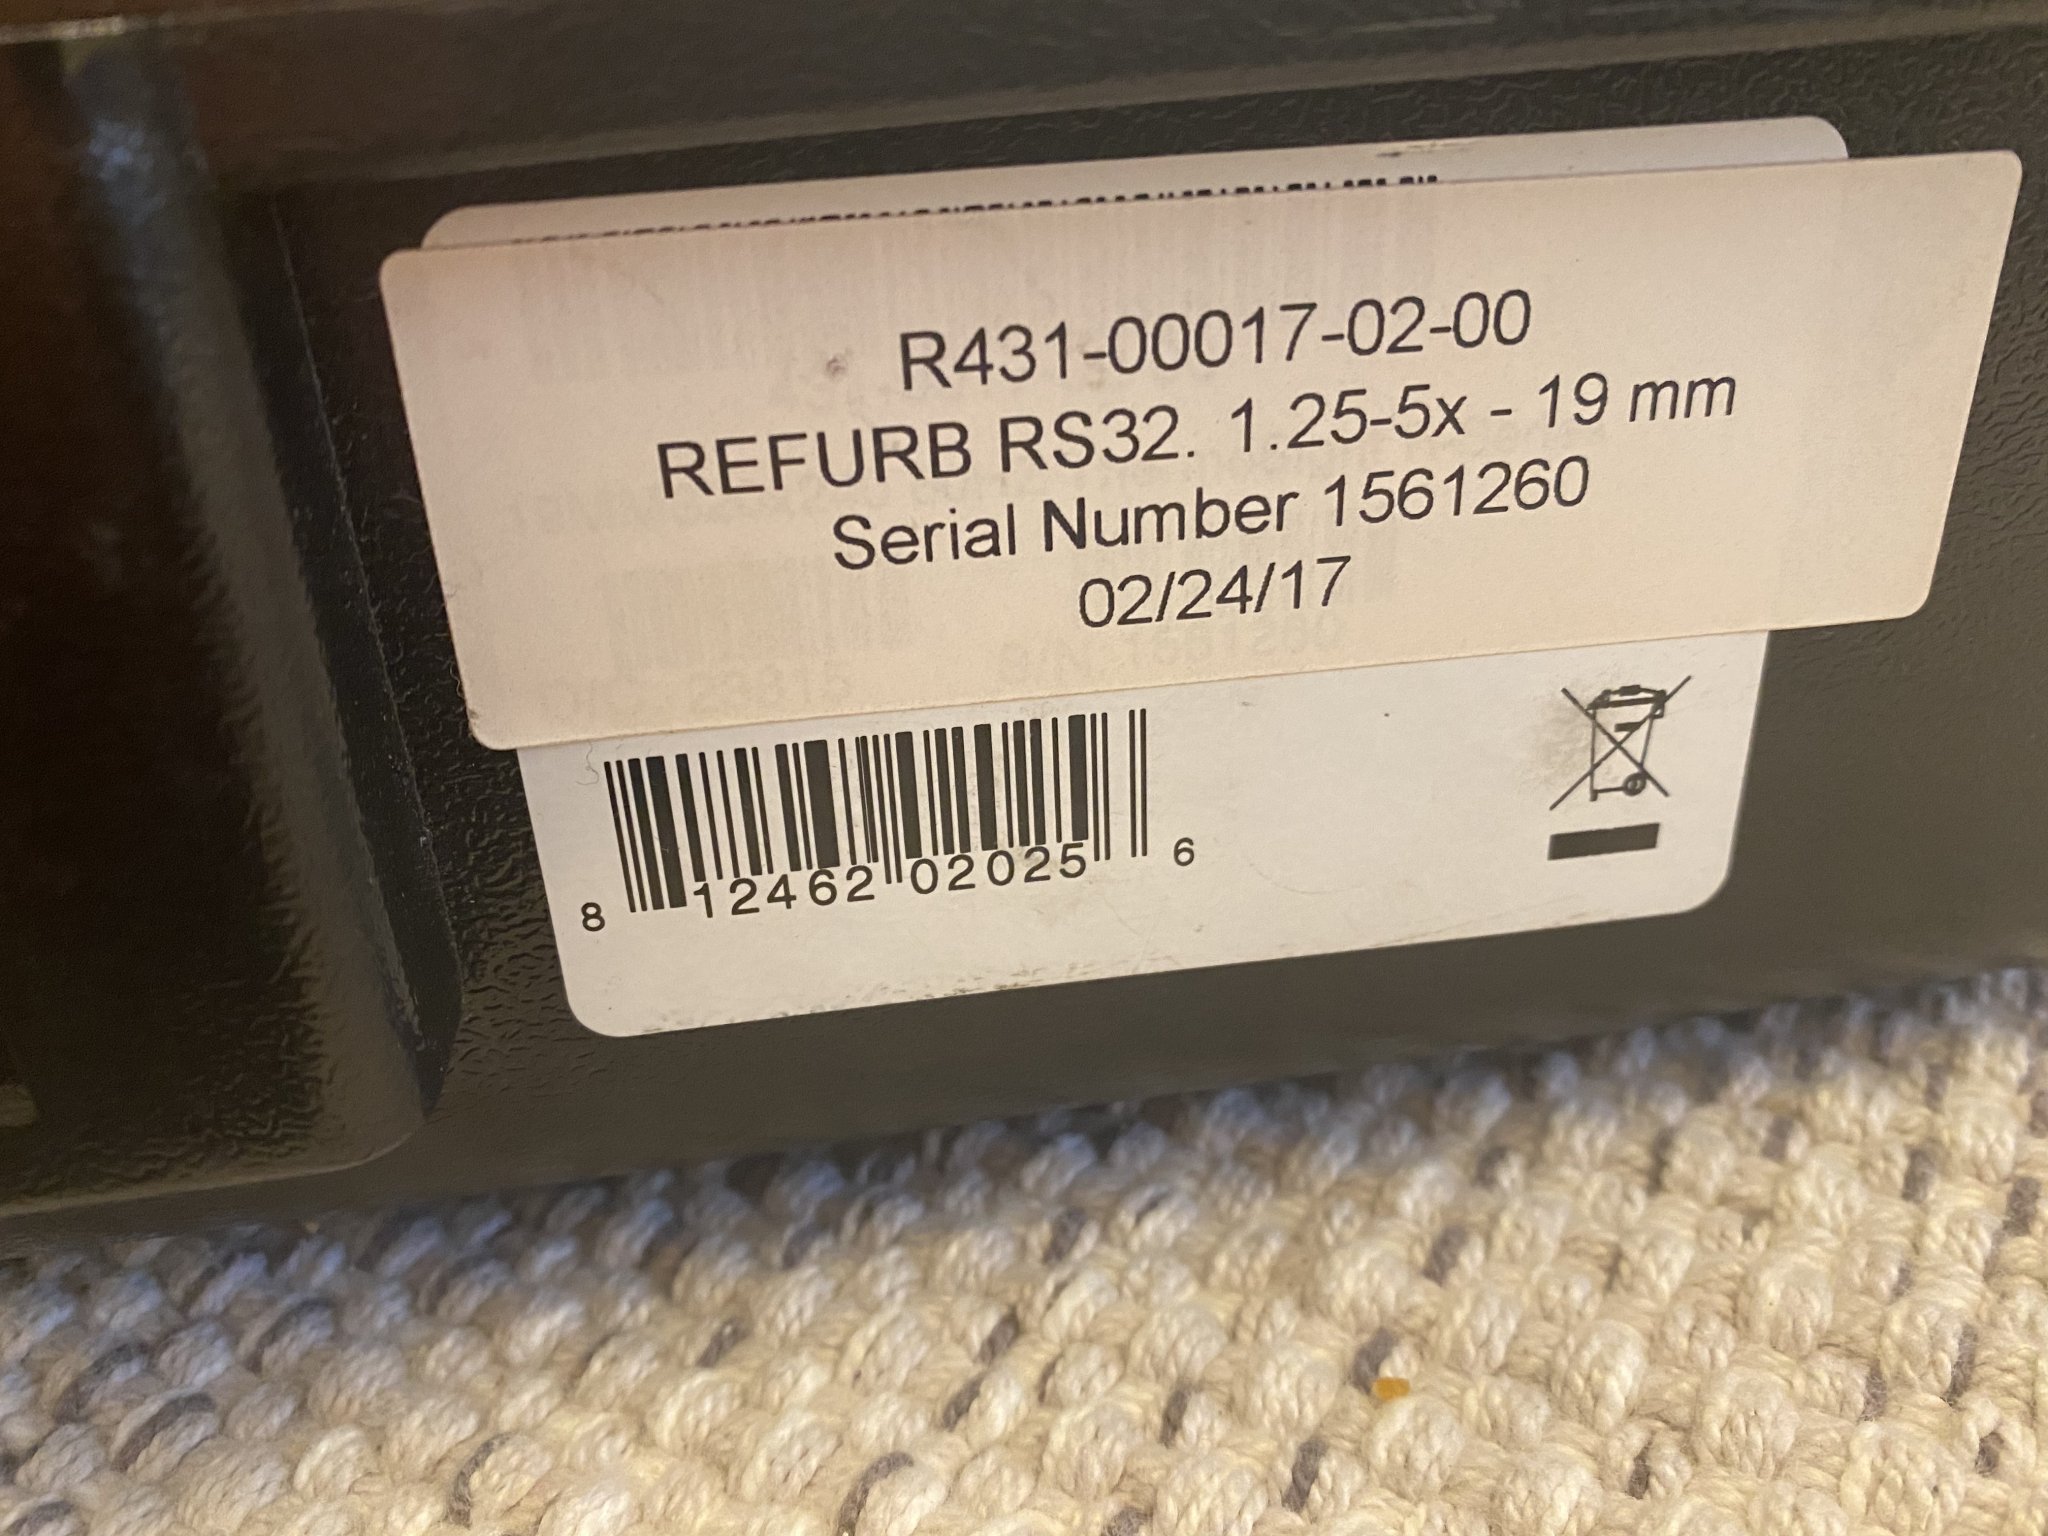 R431-00017-02-00
REFURB RS32. 1.25-5x - 19 mm
Serial Number 1561260
02/24/17
8 12462 02025 6